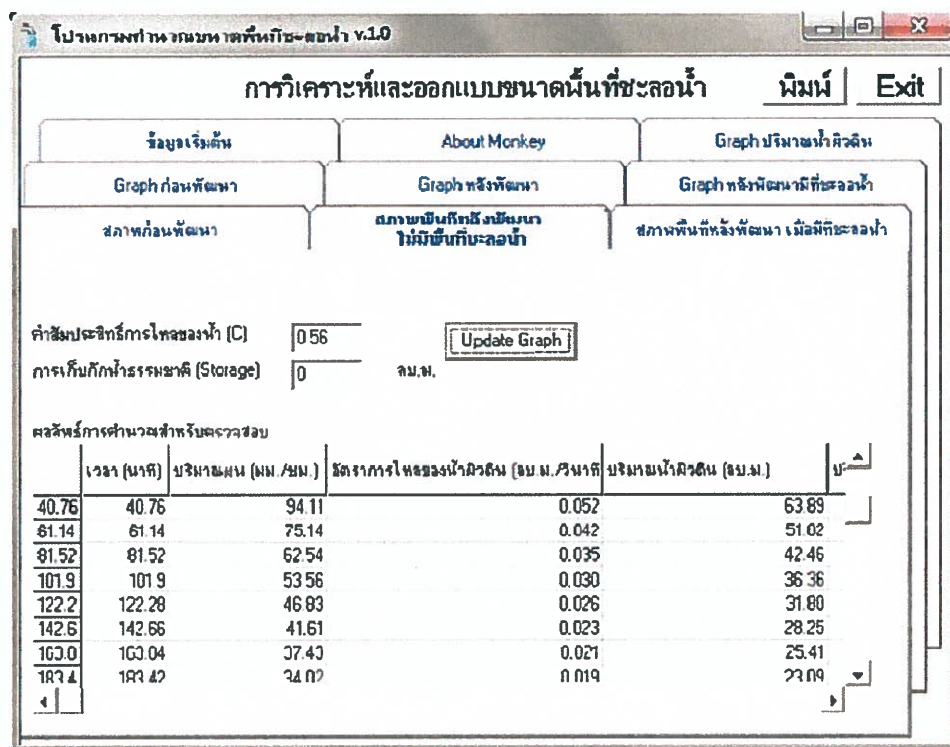 โปรแกรมคำนวณขนาดพื้นที่ชะลอน้ำ v.1.0
การวิเคราะห์และออกแบบขนาดพื้นที่ชะลอน้ำ พิมพ์ Exit
ข้อมูลเริ่มต้น About Monkey Graph ปริมาณน้ำผิวดิน
Graph ก่อนพัฒนา Graph หลังพัฒนา Graph หลังพัฒนามีที่ชะลอน้ำ
สภาพก่อนพัฒนา สภาพพื้นที่หลังพัฒนา ไม่มีพื้นที่ชะลอน้ำ สภาพพื้นที่หลังพัฒนา เมื่อมีที่ชะลอน้ำ
ค่าสัมประสิทธิ์การไหลของน้ำ (C) 0.56 Update Graph
การเก็บกักน้ำธรรมชาติ (Storage) 0 ลบ.ม.
ผลลัพธ์การคำนวณสำหรับตรวจสอบ
เวลา (นาที) ปริมาณฝน (มม./ชม.) อัตราการไหลของน้ำผิวดิน (ลบ.ม./วินาที ปริมาณน้ำผิวดิน (ลบ.ม.)
40.76 40.76 94.11 0.052 63.89
61.14 61.14 75.14 0.042 51.02
81.52 81.52 62.54 0.035 42.46
101.9 101.9 53.56 0.030 36.36
122.2 122.28 46.83 0.026 31.80
142.6 142.66 41.61 0.023 28.25
163.0 163.04 37.43 0.021 25.41
183.4 183.42 34.02 0.019 23.09